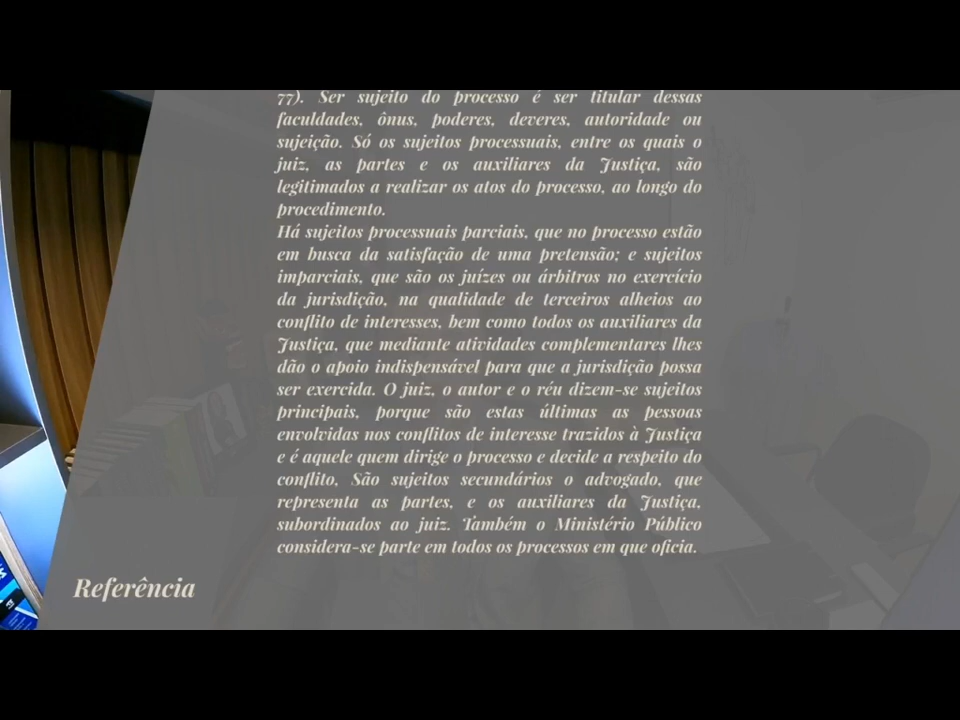 77). Ser sujeito do processo é ser titular dessas
faculdades, ônus, poderes, deveres, autoridade ou
sujeição. Só os sujeitos processuais, entre os quais o
juiz, as partes e os auxiliares da Justiça, são
legitimados a realizar os atos do processo, ao longo do
procedimento.
Há sujeitos processuais parciais, que no processo estão
em busca da satisfação de uma pretensão; e sujeitos
imparciais, que são os juízes ou árbitros no exercício
da jurisdição, na qualidade de terceiros alheios ao
conflito de interesses, bem como todos os auxiliares da
Justiça, que mediante atividades complementares lhes
dão o apoio indispensável para que a jurisdição possa
ser exercida. O juiz, o autor e o réu dizem-se sujeitos
principais, porque são estas últimas as pessoas
envolvidas nos conflitos de interesse trazidos à Justiça
e é aquele quem dirige o processo e decide a respeito do
conflito, São sujeitos secundários o advogado, que
representa as partes, e os auxiliares da Justiça,
subordinados ao juiz. Também o Ministério Público
considera-se parte em todos os processos em que oficia.
Referência